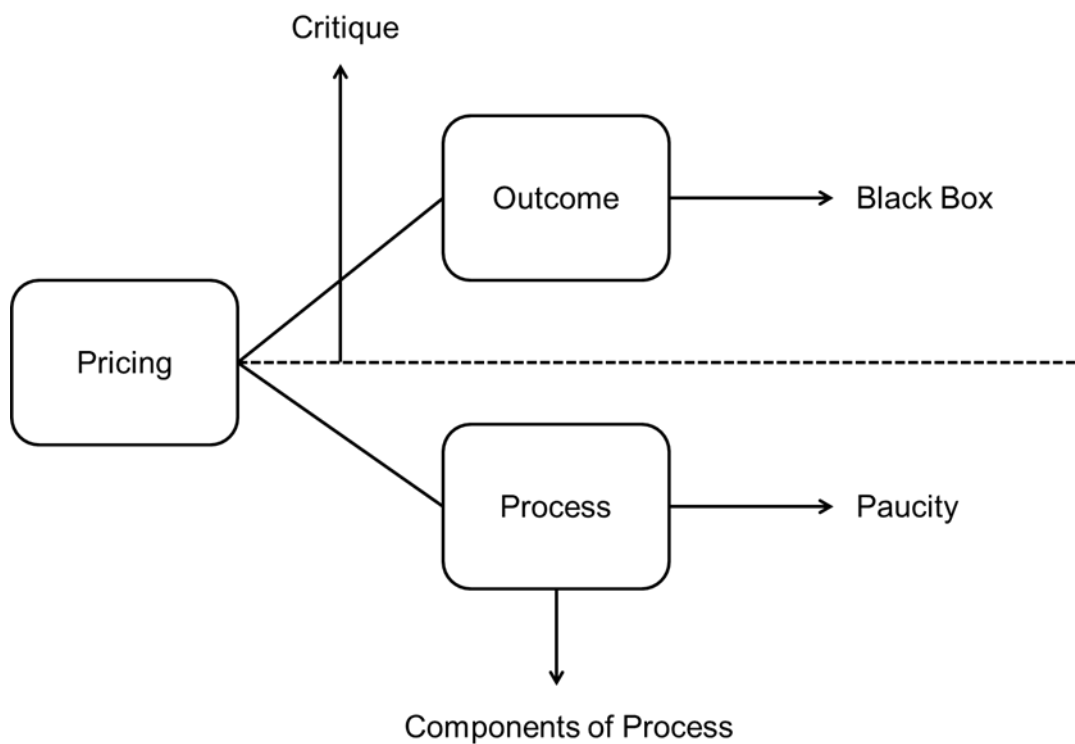 Critique
Outcome
Black Box
Pricing
Process
Paucity
Components of Process